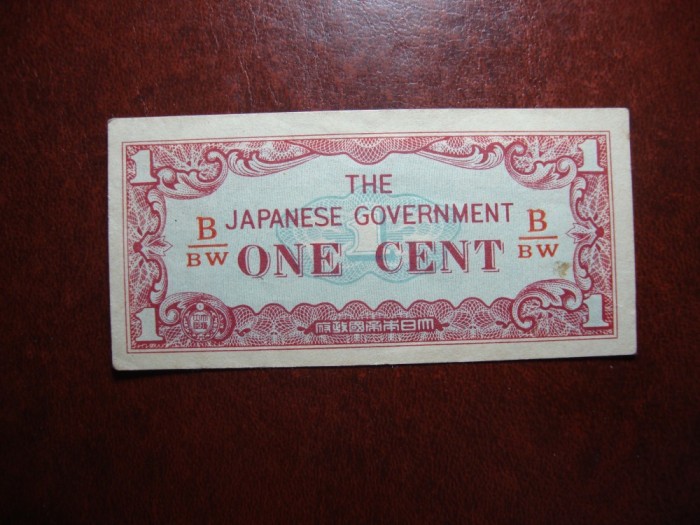 1 1
THE
B JAPANESE GOVERNMENT B
BW ONE CENT BW
1 1
大日本帝國政府